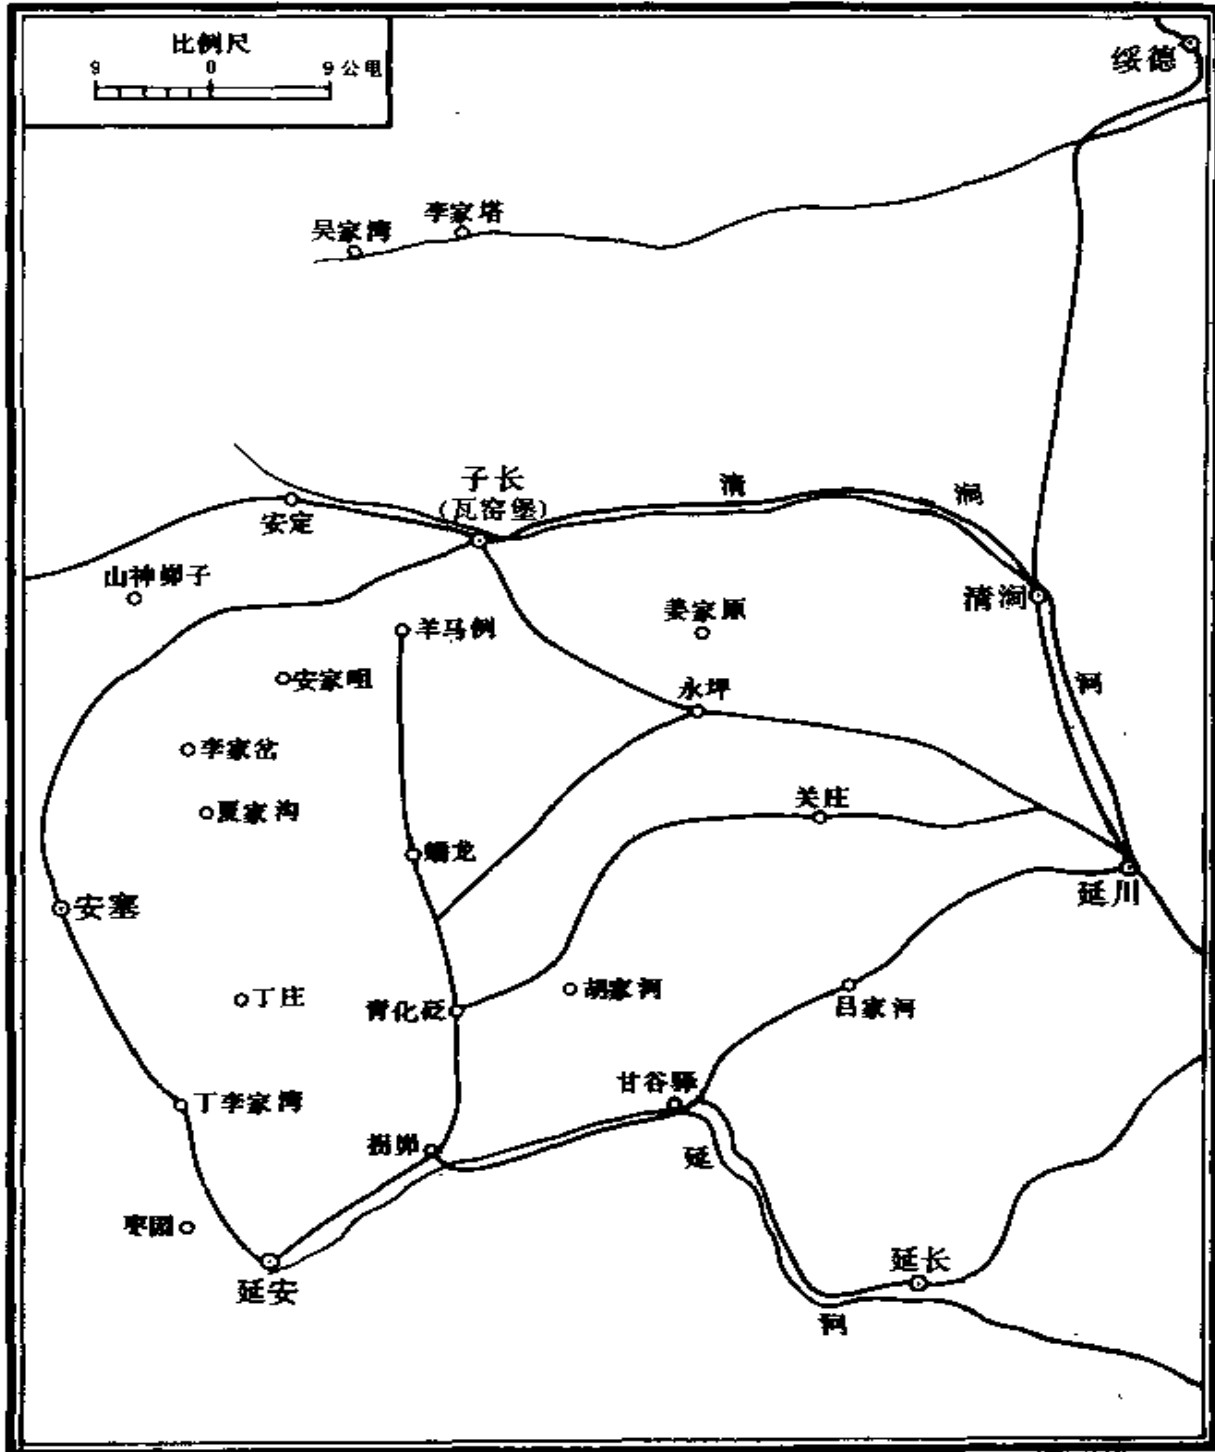 比例尺
9 0 9 公里
绥德
李家塔
吴家湾
子长
(瓦窑堡)
清
涧
安定
山神峁子
清涧
姜家原
羊马例
安家咀
河
永坪
李家岔
关庄
夏家沟
蟠龙
延川
安塞
胡家河
丁庄
青化砭
吕家河
甘谷驿
丁李家湾
拐峁
延
枣园
延长
延安
河